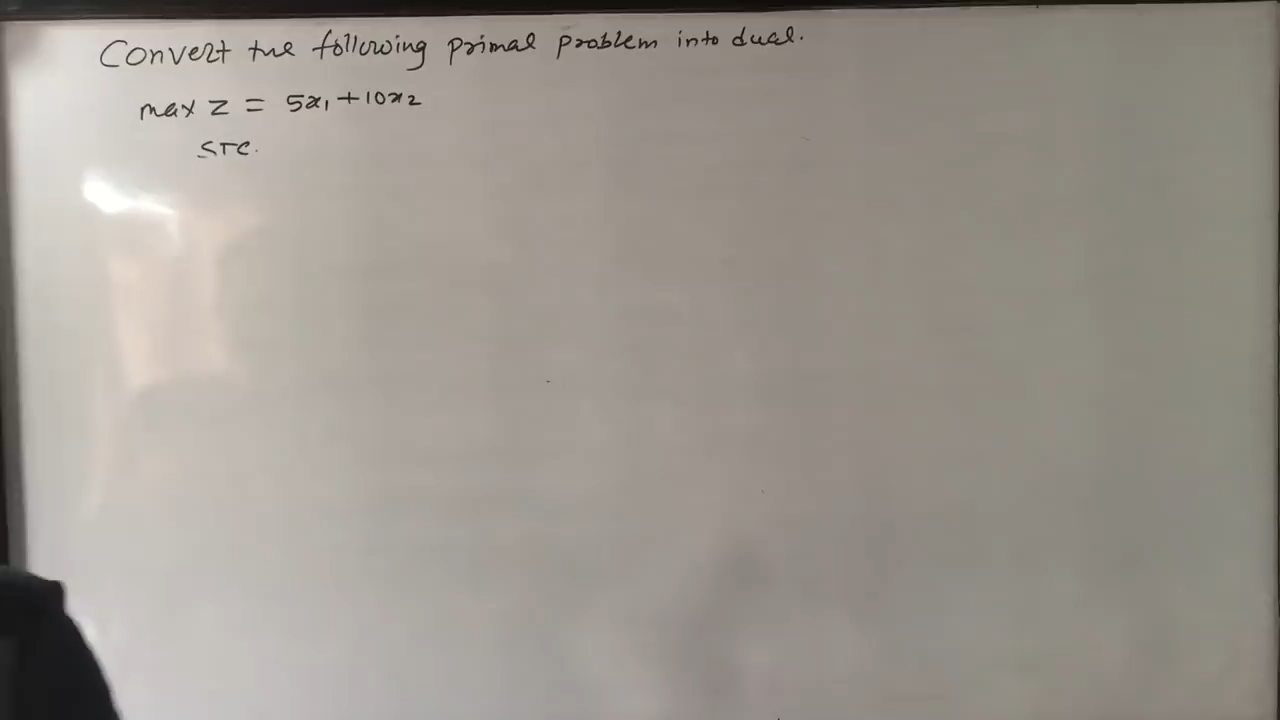 Convert the following primal problem into dual.
max z = 5x₁ + 10x₂
STC.